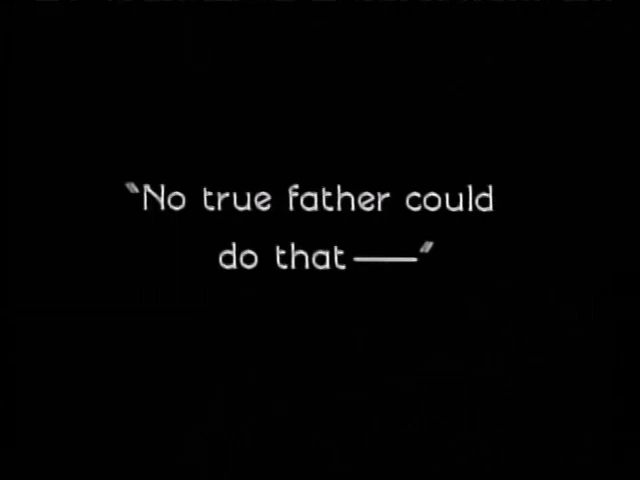 "No true father could
do that——"